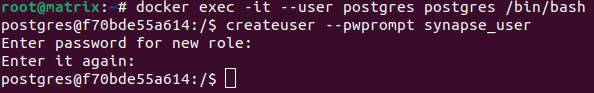 root@matrix:~# docker exec -it --user postgres postgres /bin/bash
postgres@f70bde55a614:/$ createuser --pwprompt synapse_user
Enter password for new role:
Enter it again:
postgres@f70bde55a614:/$